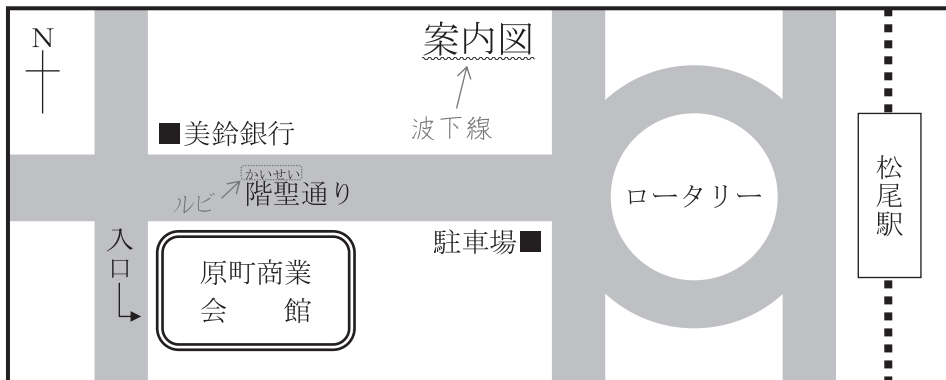 N
案内図
波下線
美鈴銀行
かいせい
階聖通り
ルビ
ロータリー
松尾駅
入口
駐車場
原町商業
会館